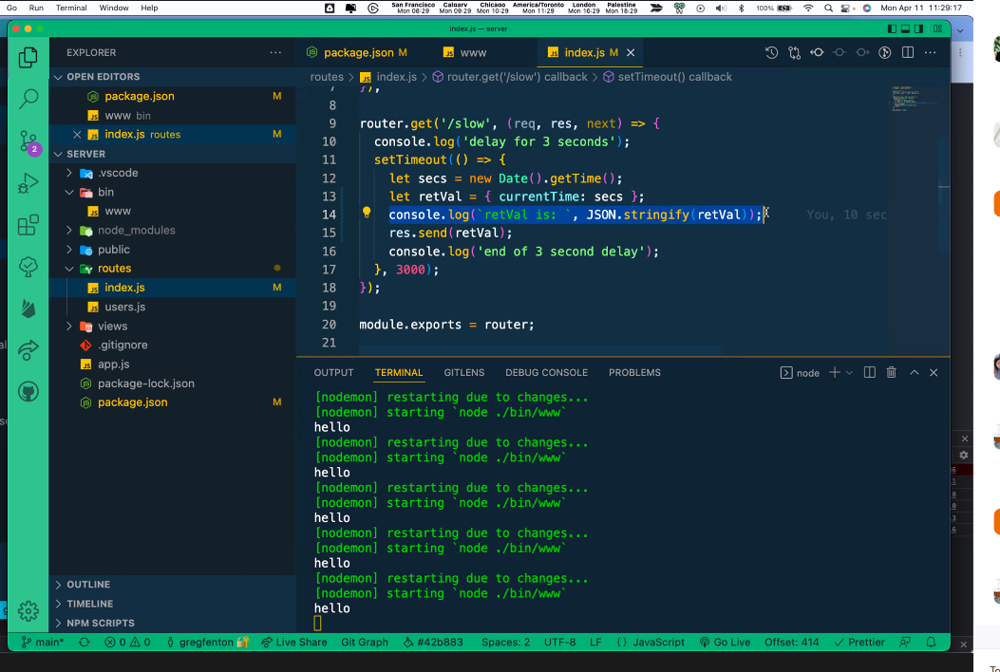 Go Run Terminal Window Help
San Francisco Calgary Chicago America/Toronto London Palestine
Mon 08-29 Mon 09-29 Mon 10-29 Mon 11-29 Mon 16-29 Mon 18-29
100% Mon Apr 11 11:29:17
index.js — server
EXPLORER ...
package.json M www index.js M
OPEN EDITORS
routes > index.js > router.get('/slow') callback > setTimeout() callback
package.json M
www bin
index.js routes M
SERVER
.vscode
bin
www
node_modules
public
routes
index.js M
users.js
views
.gitignore
app.js
package-lock.json
package.json M
OUTLINE
TIMELINE
NPM SCRIPTS
2
7 });
8
9 router.get('/slow', (req, res, next) => {
10 console.log('delay for 3 seconds');
11 setTimeout(() => {
12 let secs = new Date().getTime();
13 let retVal = { currentTime: secs };
14 console.log(`retVal is: `, JSON.stringify(retVal)); You, 10 sec
15 res.send(retVal);
16 console.log('end of 3 second delay');
17 }, 3000);
18 });
19
20 module.exports = router;
21
OUTPUT TERMINAL GITLENS DEBUG CONSOLE PROBLEMS node
[nodemon] restarting due to changes...
[nodemon] starting `node ./bin/www`
hello
[nodemon] restarting due to changes...
[nodemon] starting `node ./bin/www`
hello
[nodemon] restarting due to changes...
[nodemon] starting `node ./bin/www`
hello
[nodemon] restarting due to changes...
[nodemon] starting `node ./bin/www`
hello
[nodemon] restarting due to changes...
[nodemon] starting `node ./bin/www`
hello
main* 0 0 gregfenton Live Share Git Graph #42b883 Spaces: 2 UTF-8 LF {} JavaScript Go Live Offset: 414 Prettier